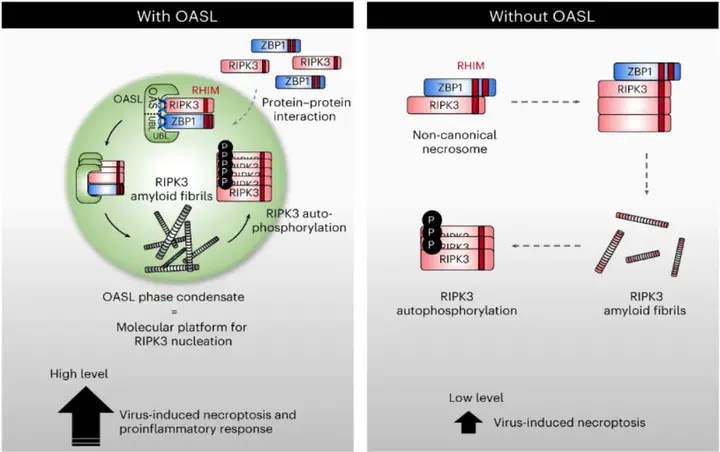 With OASL
ZBP1
RIPK3
RIPK3
ZBP1
Protein–protein
interaction
OASL
OAS
UBL
UBL
RHIM
RIPK3
ZBP1
RIPK3
amyloid fibrils
P
P
P
P
P
RIPK3
RIPK3
RIPK3
RIPK3
RIPK3 auto-
phosphorylation
OASL phase condensate
=
Molecular platform for
RIPK3 nucleation
High level
Virus-induced necroptosis and
proinflammatory response
Without OASL
RHIM
ZBP1
RIPK3
Non-canonical
necrosome
ZBP1
RIPK3
P
P
P
RIPK3
RIPK3
RIPK3
RIPK3
autophosphorylation
RIPK3
amyloid fibrils
Low level
Virus-induced necroptosis